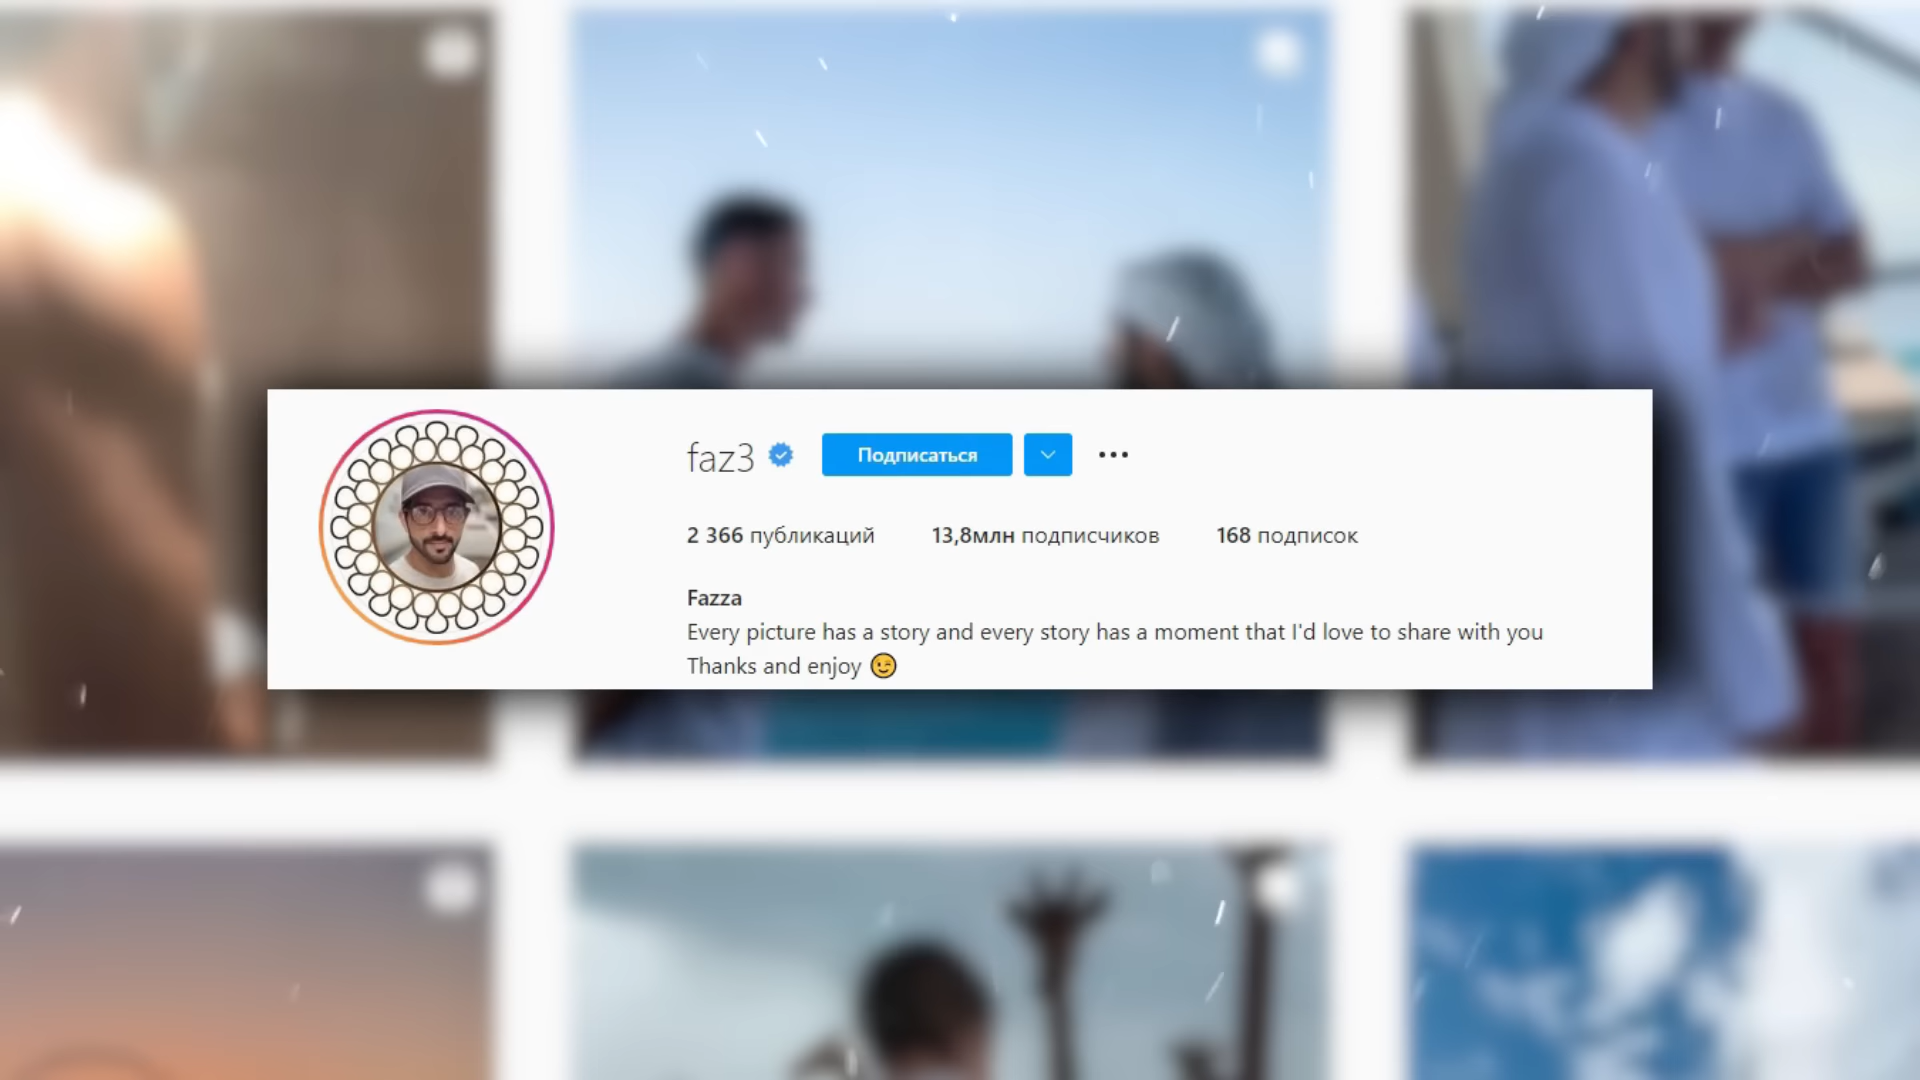 faz3 Подписаться
2 366 публикаций 13,8млн подписчиков 168 подписок
Fazza
Every picture has a story and every story has a moment that I'd love to share with you
Thanks and enjoy 😉